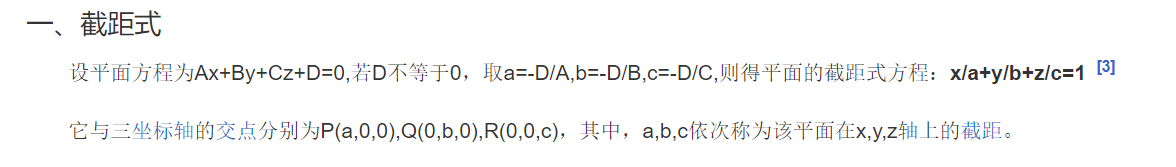 一、截距式
设平面方程为Ax+By+Cz+D=0,若D不等于0，取a=-D/A,b=-D/B,c=-D/C,则得平面的截距式方程：x/a+y/b+z/c=1 [3]
它与三坐标轴的交点分别为P(a,0,0),Q(0,b,0),R(0,0,c)，其中，a,b,c依次称为该平面在x,y,z轴上的截距。